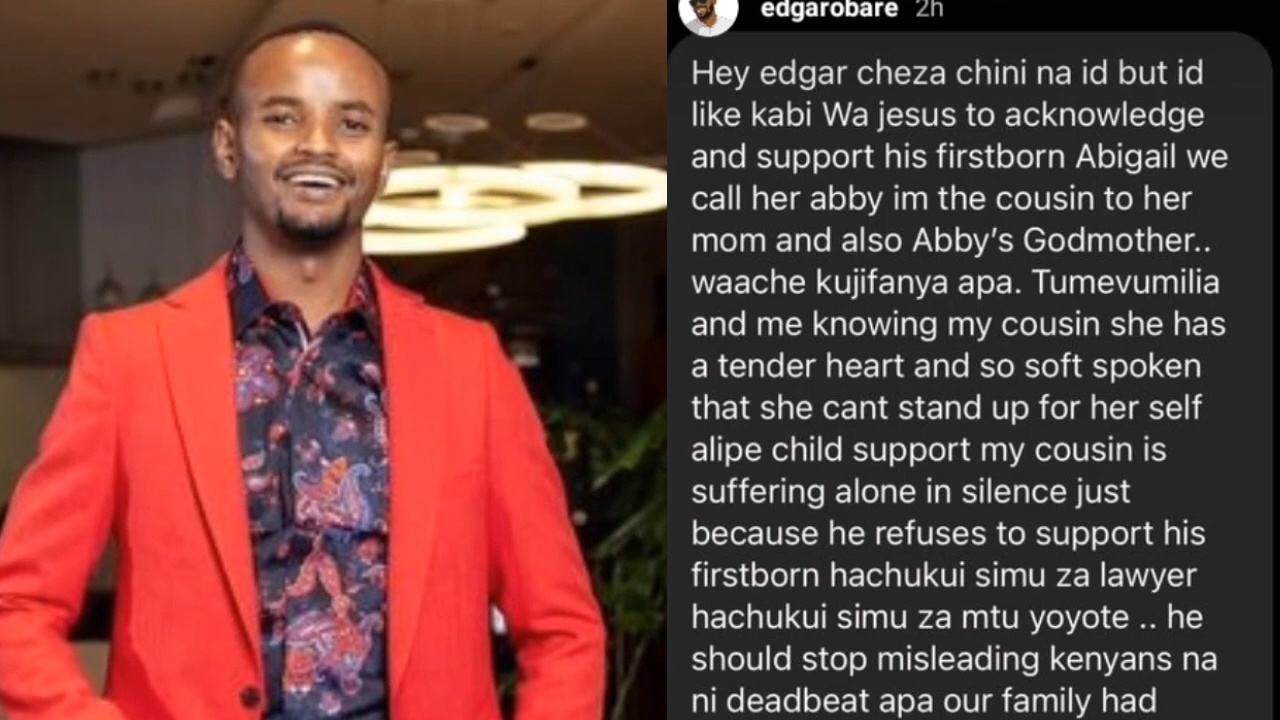 edgarobare 2h
Hey edgar cheza chini na id but id
like kabi Wa jesus to acknowledge
and support his firstborn Abigail we
call her abby im the cousin to her
mom and also Abby's Godmother..
waache kujifanya apa. Tumevumilia
and me knowing my cousin she has
a tender heart and so soft spoken
that she cant stand up for her self
alipe child support my cousin is
suffering alone in silence just
because he refuses to support his
firstborn hachukui simu za lawyer
hachukui simu za mtu yoyote .. he
should stop misleading kenyans na
ni deadbeat apa our family had